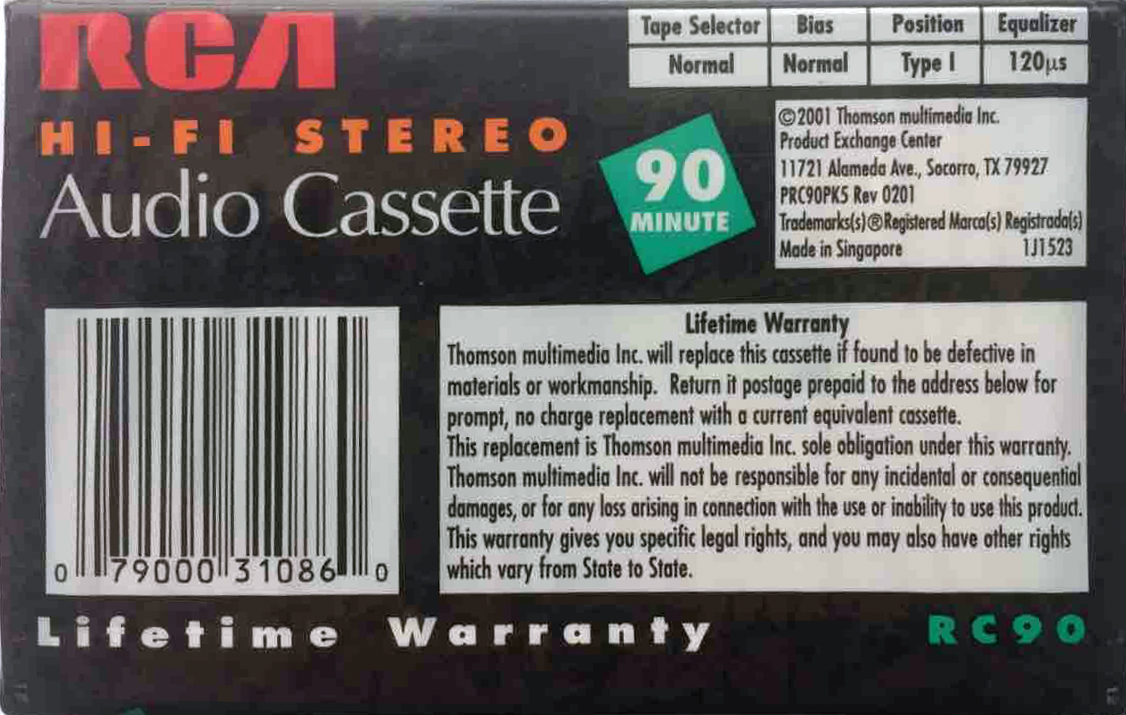 RCA
HI-FI STEREO
Audio Cassette
90
MINUTE
Tape Selector Bias Position Equalizer
Normal Normal Type I 120µs
©2001 Thomson multimedia Inc.
Product Exchange Center
11721 Alameda Ave., Socorro, TX 79927
PRC90PK5 Rev 0201
Trademarks(s)®Registered Marca(s) Registrada(s)
Made in Singapore 1J1523
0 79000 31086 0
Lifetime Warranty
Thomson multimedia Inc. will replace this cassette if found to be defective in
materials or workmanship. Return it postage prepaid to the address below for
prompt, no charge replacement with a current equivalent cassette.
This replacement is Thomson multimedia Inc. sole obligation under this warranty.
Thomson multimedia Inc. will not be responsible for any incidental or consequential
damages, or for any loss arising in connection with the use or inability to use this product.
This warranty gives you specific legal rights, and you may also have other rights
which vary from State to State.
Lifetime Warranty
RC90